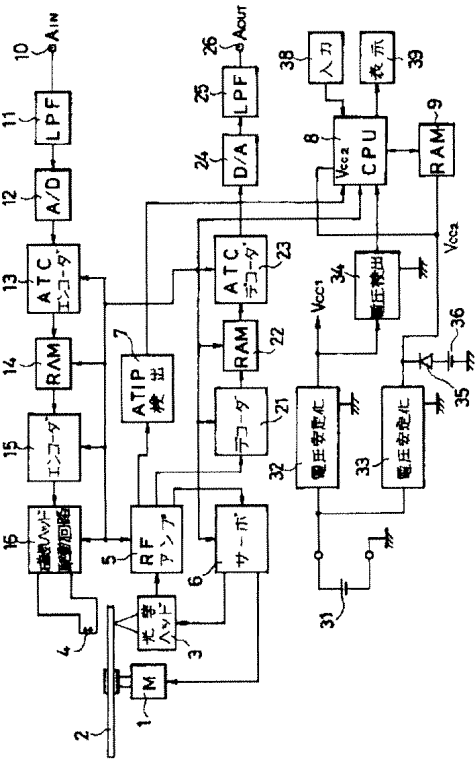 10
AIN
11
LPF
12
A/D
13
ATC
エンコーダ
14
RAM
15
エンコーダ
16
磁気ヘッド
駆動回路
4
2
1
M
3
光学
ヘッド
5
RF
アンプ
6
サーボ
7
ATIP
検出
21
デコーダ
22
RAM
23
ATC
デコーダ
24
D/A
25
LPF
26
AOUT
8
Vcc2
CPU
38
入力
39
表示
9
RAM
Vcc2
34
電圧検出
Vcc1
32
電圧安定化
33
電圧安定化
35
36
31